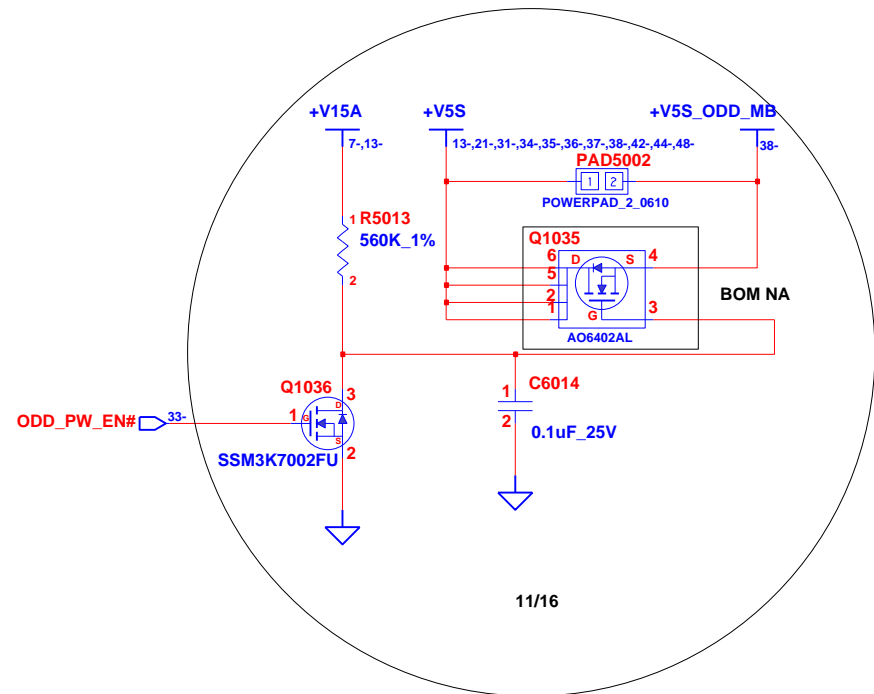 +V15A
+V5S
+V5S_ODD_MB
7-,13-
13-,21-,31-,34-,35-,36-,37-,38-,42-,44-,48-
38-
PAD5002
1 2
POWERPAD_2_0610
1 R5013
560K_1%
2
Q1035
6 D S 4
5
2
1 G 3
BOM NA
AO6402AL
Q1036
3
D
ODD_PW_EN# 33- 1 G
S
2
SSM3K7002FU
1 C6014
2 0.1uF_25V
11/16